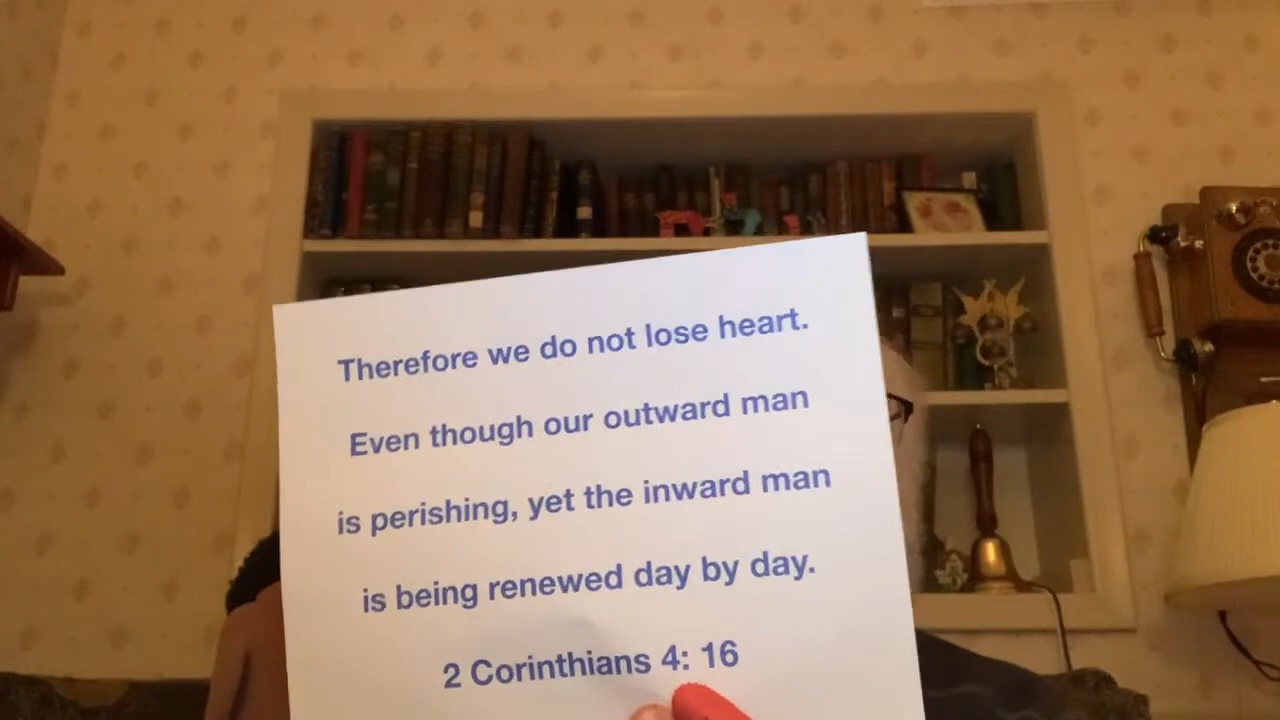 Therefore we do not lose heart.
Even though our outward man
is perishing, yet the inward man
is being renewed day by day.
2 Corinthians 4: 16